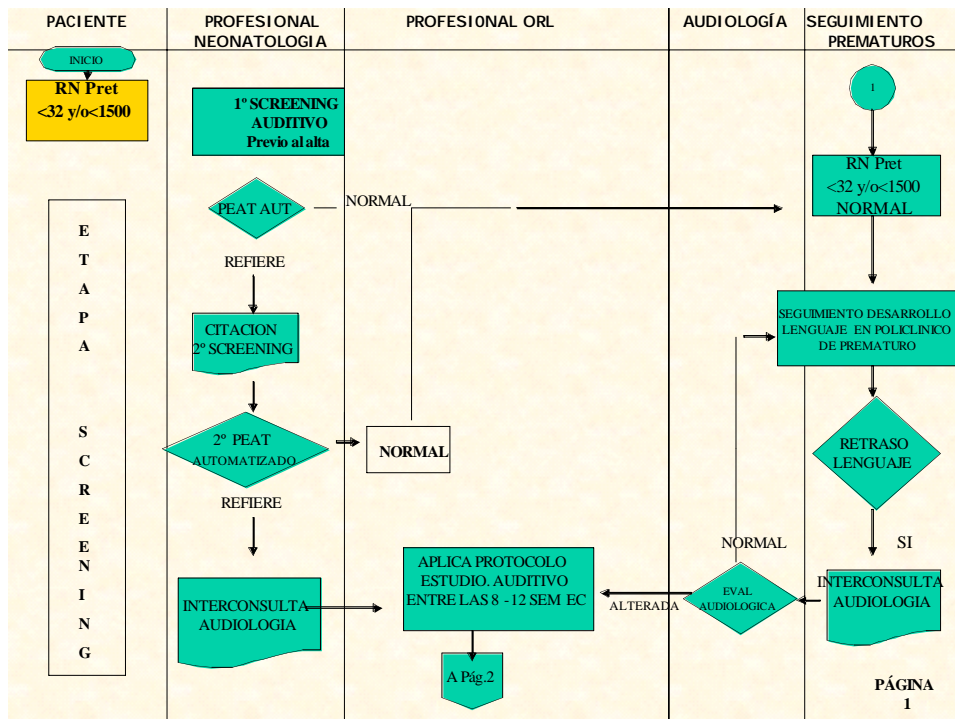 PACIENTE
PROFESIONAL
NEONATOLOGIA
PROFESI0NAL ORL
AUDIOLOGÍA
SEGUIMIENTO
PREMATUROS
INICIO
RN Pret
<32 y/o<1500
1º SCREENING
AUDITIVO
Previo al alta
PEAT AUT
NORMAL
REFIERE
CITACION
2º SCREENING
2º PEAT
AUTOMATIZADO
NORMAL
REFIERE
INTERCONSULTA
AUDIOLOGIA
ETAPA
SCREENING
APLICA PROTOCOLO
ESTUDIO. AUDITIVO
ENTRE LAS 8 -12 SEM EC
A Pág.2
ALTERADA
NORMAL
EVAL
AUDIOLOGICA
1
RN Pret
<32 y/o<1500
NORMAL
SEGUIMIENTO DESARROLLO
LENGUAJE EN POLICLINICO
DE PREMATURO
RETRASO
LENGUAJE
SI
INTERCONSULTA
AUDIOLOGIA
PÁGINA
1